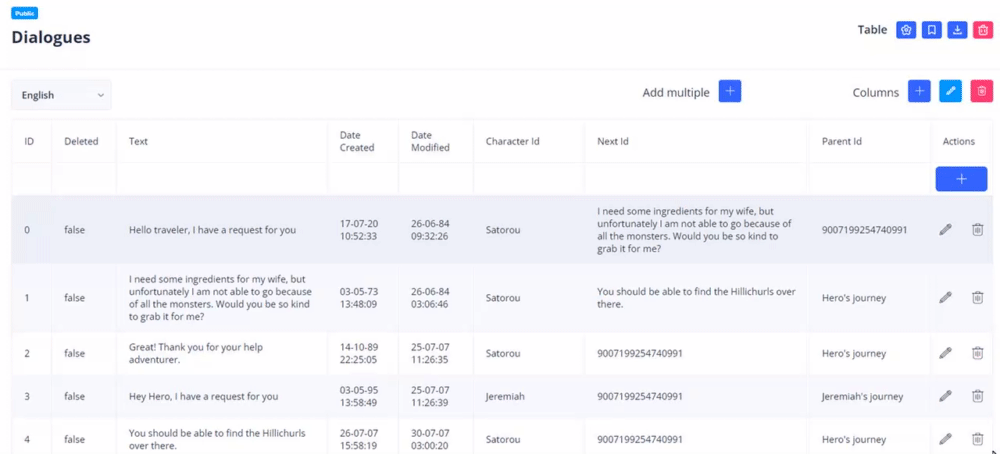 Public
Dialogues
Table
English
Add multiple
Columns
ID Deleted Text Date Created Date Modified Character Id Next Id Parent Id Actions
0 false Hello traveler, I have a request for you 17-07-20 10:52:33 26-06-84 09:32:26 Satorou I need some ingredients for my wife, but unfortunately I am not able to go because of all the monsters. Would you be so kind to grab it for me? 9007199254740991
1 false I need some ingredients for my wife, but unfortunately I am not able to go because of all the monsters. Would you be so kind to grab it for me? 03-05-73 13:48:09 26-06-84 03:06:46 Satorou You should be able to find the Hillichurls over there. Hero's journey
2 false Great! Thank you for your help adventurer. 14-10-89 22:25:05 25-07-07 11:26:35 Satorou 9007199254740991 Hero's journey
3 false Hey Hero, I have a request for you 03-05-95 13:58:49 25-07-07 11:26:39 Jeremiah 9007199254740991 Jeremiah's journey
4 false You should be able to find the Hillichurls over there. 26-07-07 15:58:19 30-07-07 03:00:20 Satorou 9007199254740991 Hero's journey